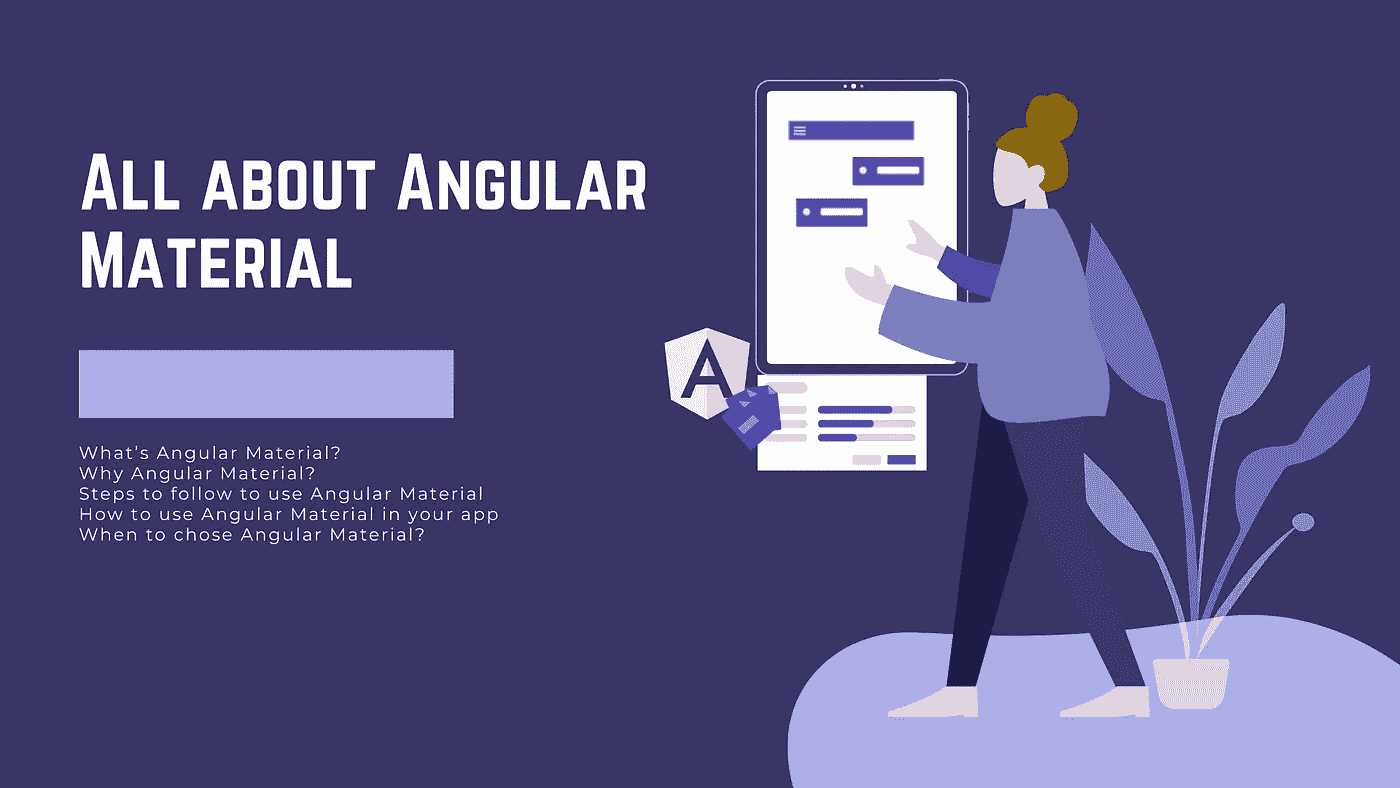 All about Angular
Material
What's Angular Material?
Why Angular Material?
Steps to follow to use Angular Material
How to use Angular Material in your app
When to chose Angular Material?
A